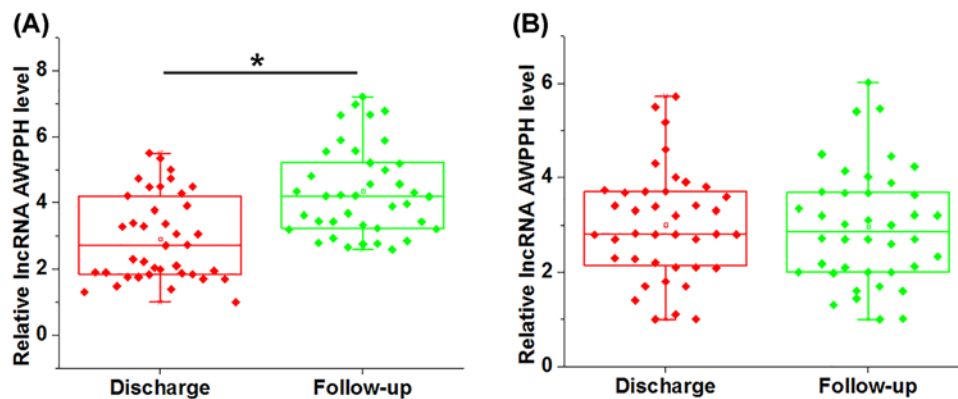 (A)
Relative lncRNA AWPPH level
8
6
4
2
0
*
Discharge
Follow-up
(B)
Relative lncRNA AWPPH level
6
4
2
0
Discharge
Follow-up